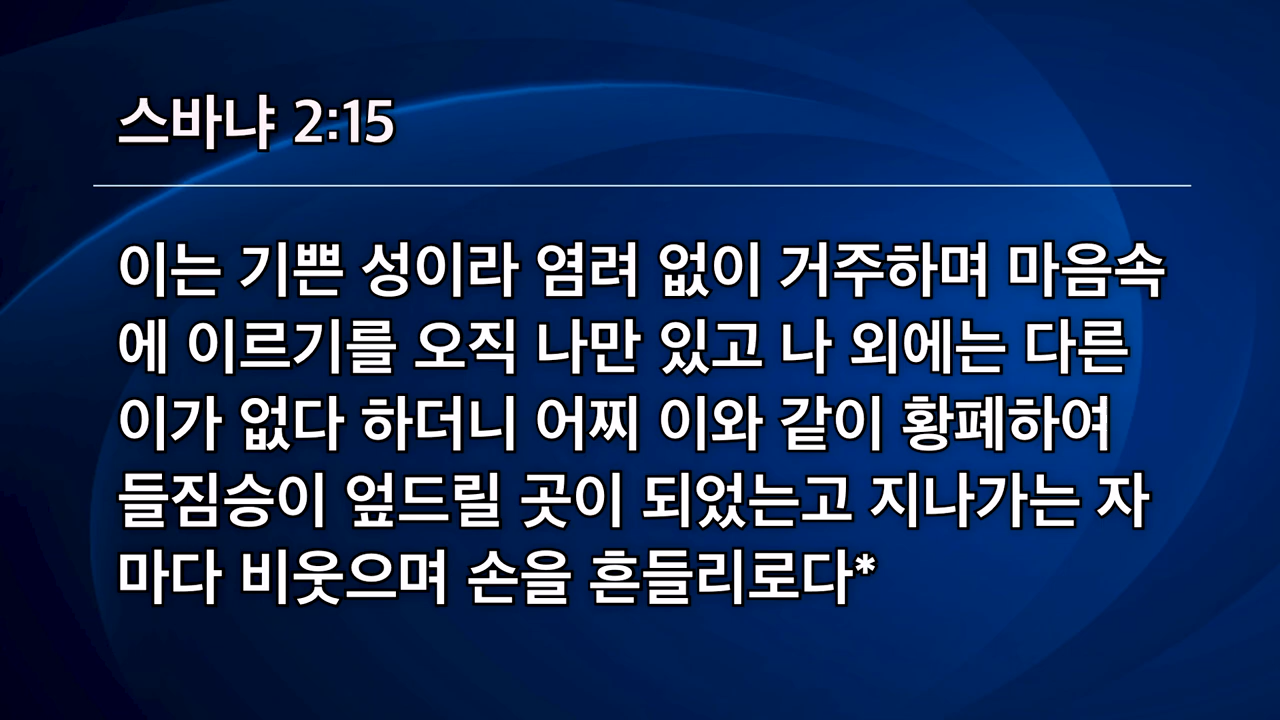 스바냐 2:15
이는 기쁜 성이라 염려 없이 거주하며 마음속
에 이르기를 오직 나만 있고 나 외에는 다른
이가 없다 하더니 어찌 이와 같이 황폐하여
들짐승이 엎드릴 곳이 되었는고 지나가는 자
마다 비웃으며 손을 흔들리로다*